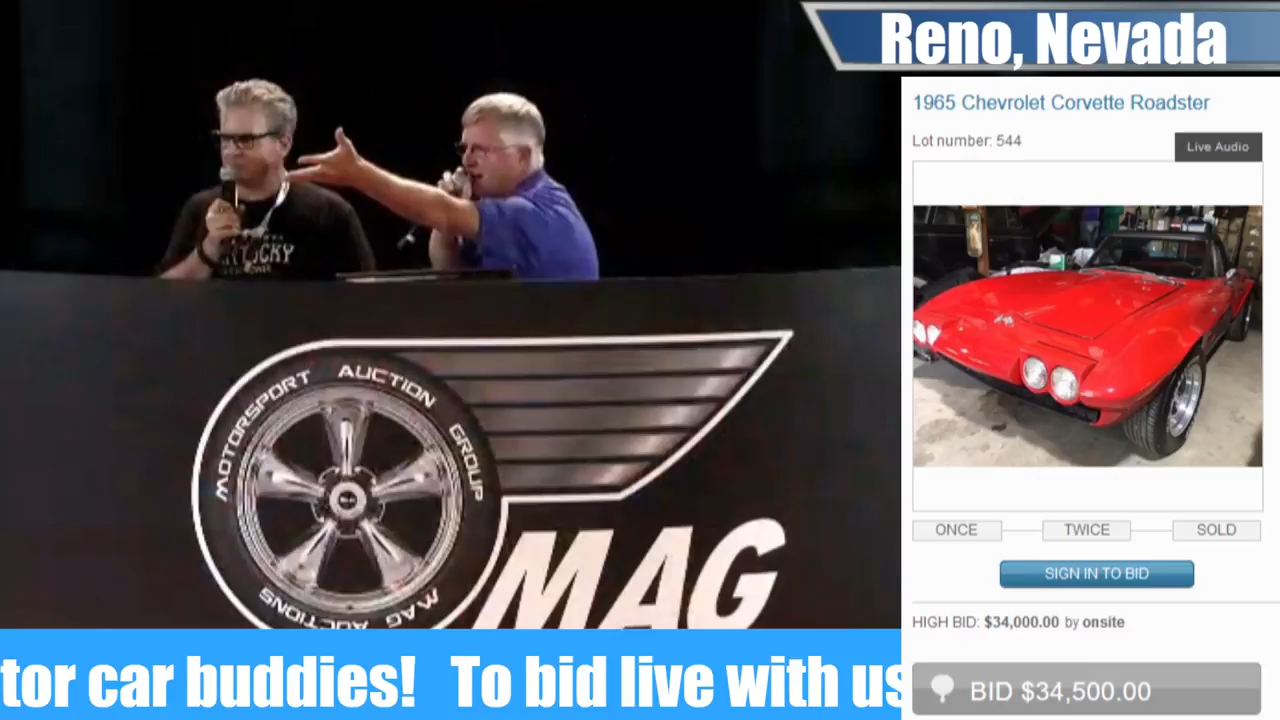 Reno, Nevada
1965 Chevrolet Corvette Roadster
Lot number: 544
Live Audio
MOTORSPORT AUCTION GROUP
MAG AUCTIONS
MAG
ONCE
TWICE
SOLD
SIGN IN TO BID
HIGH BID: $34,000.00 by onsite
BID $34,500.00
tor car buddies! To bid live with us